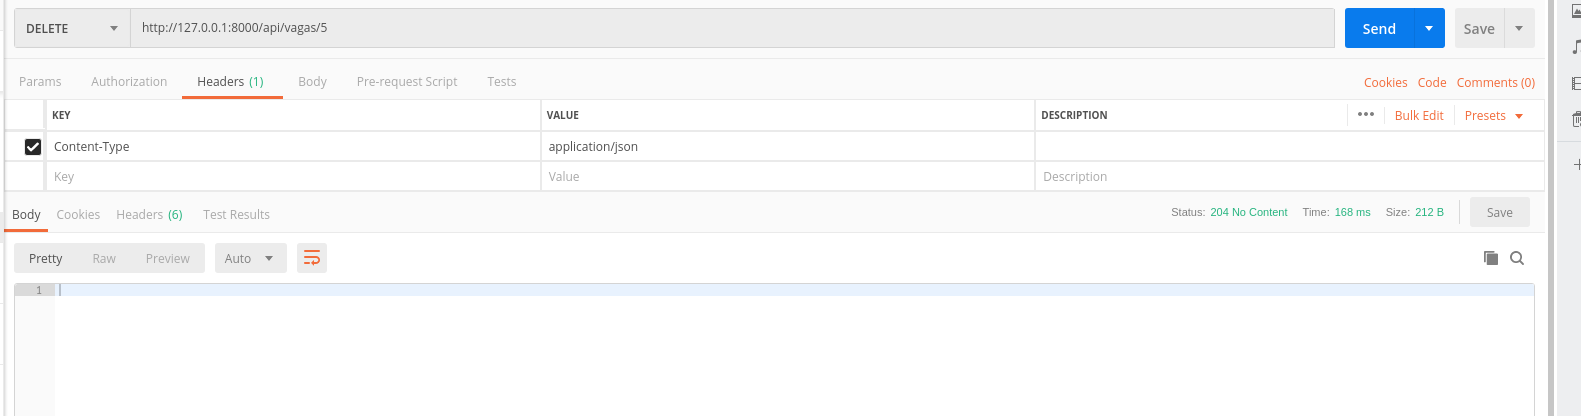 DELETE http://127.0.0.1:8000/api/vagas/5 Send Save
Params Authorization Headers (1) Body Pre-request Script Tests Cookies Code Comments (0)
KEY VALUE DESCRIPTION ••• Bulk Edit Presets
Content-Type application/json
Key Value Description
Body Cookies Headers (6) Test Results Status: 204 No Content Time: 168 ms Size: 212 B Save
Pretty Raw Preview Auto
1